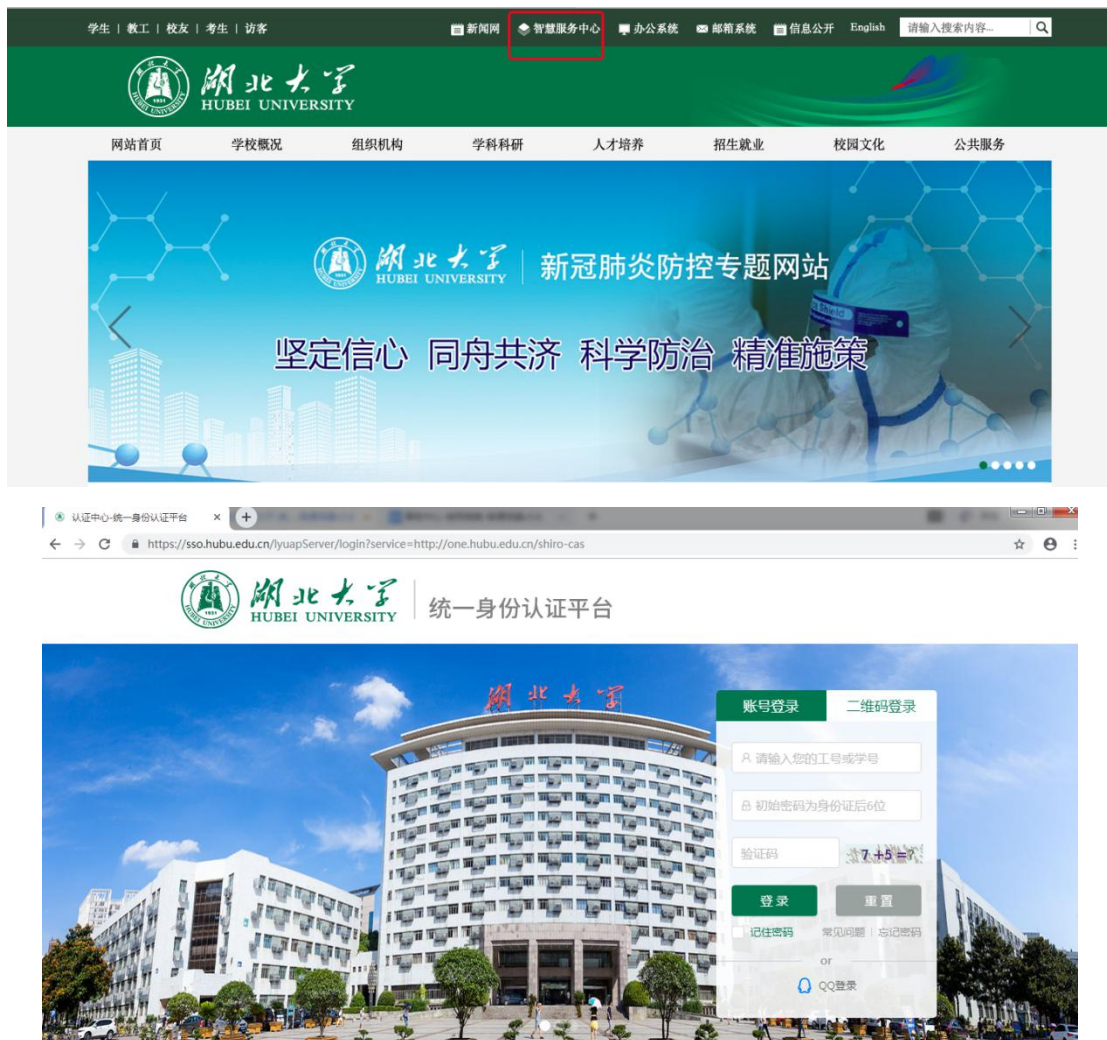 学生 | 教工 | 校友 | 考生 | 访客 新闻网 智慧服务中心 办公系统 邮箱系统 信息公开 English 请输入搜索内容...
湖北大学
HUBEI UNIVERSITY
1931
HUBEI UNIVERSITY
网站首页 学校概况 组织机构 学科科研 人才培养 招生就业 校园文化 公共服务
湖北大学
HUBEI UNIVERSITY
新冠肺炎防控专题网站
坚定信心 同舟共济 科学防治 精准施策
认证中心-统一身份认证平台
https://sso.hubu.edu.cn/lyuapServer/login?service=http://one.hubu.edu.cn/shiro-cas
湖北大学
HUBEI UNIVERSITY
1931
统一身份认证平台
湖北大学
账号登录 二维码登录
请输入您的工号或学号
初始密码为身份证后6位
验证码 7 +5 =?
登录 重置
记住密码 常见问题 | 忘记密码
or
QQ登录